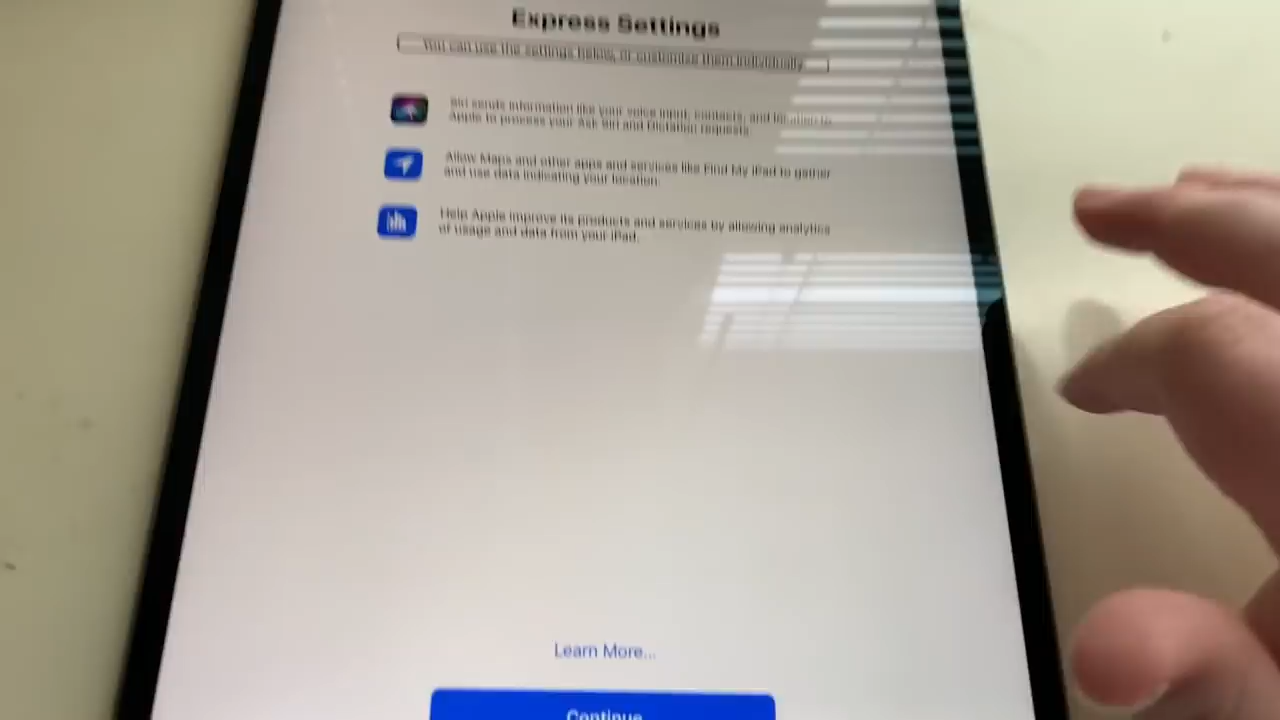 Express Settings
You can use the settings below, or customize them individually.
Siri sends information like your voice input, contacts, and location to
Apple to process your Ask Siri and Dictation requests.
Allow Maps and other apps and services like Find My iPad to gather
and use data indicating your location.
Help Apple improve its products and services by allowing analytics
of usage and data from your iPad.
Learn More...
Continue